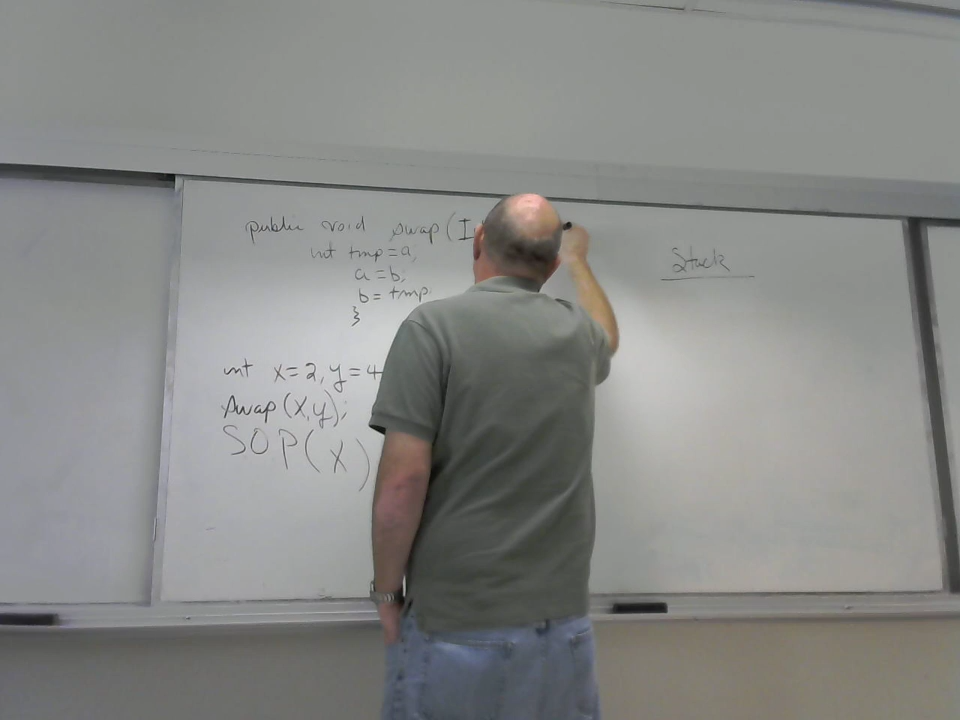 public void swap(I
int tmp = a;
a = b;
b = tmp
}
int x = 2, y = 4
swap(x,y);
SOP(x)
Stack